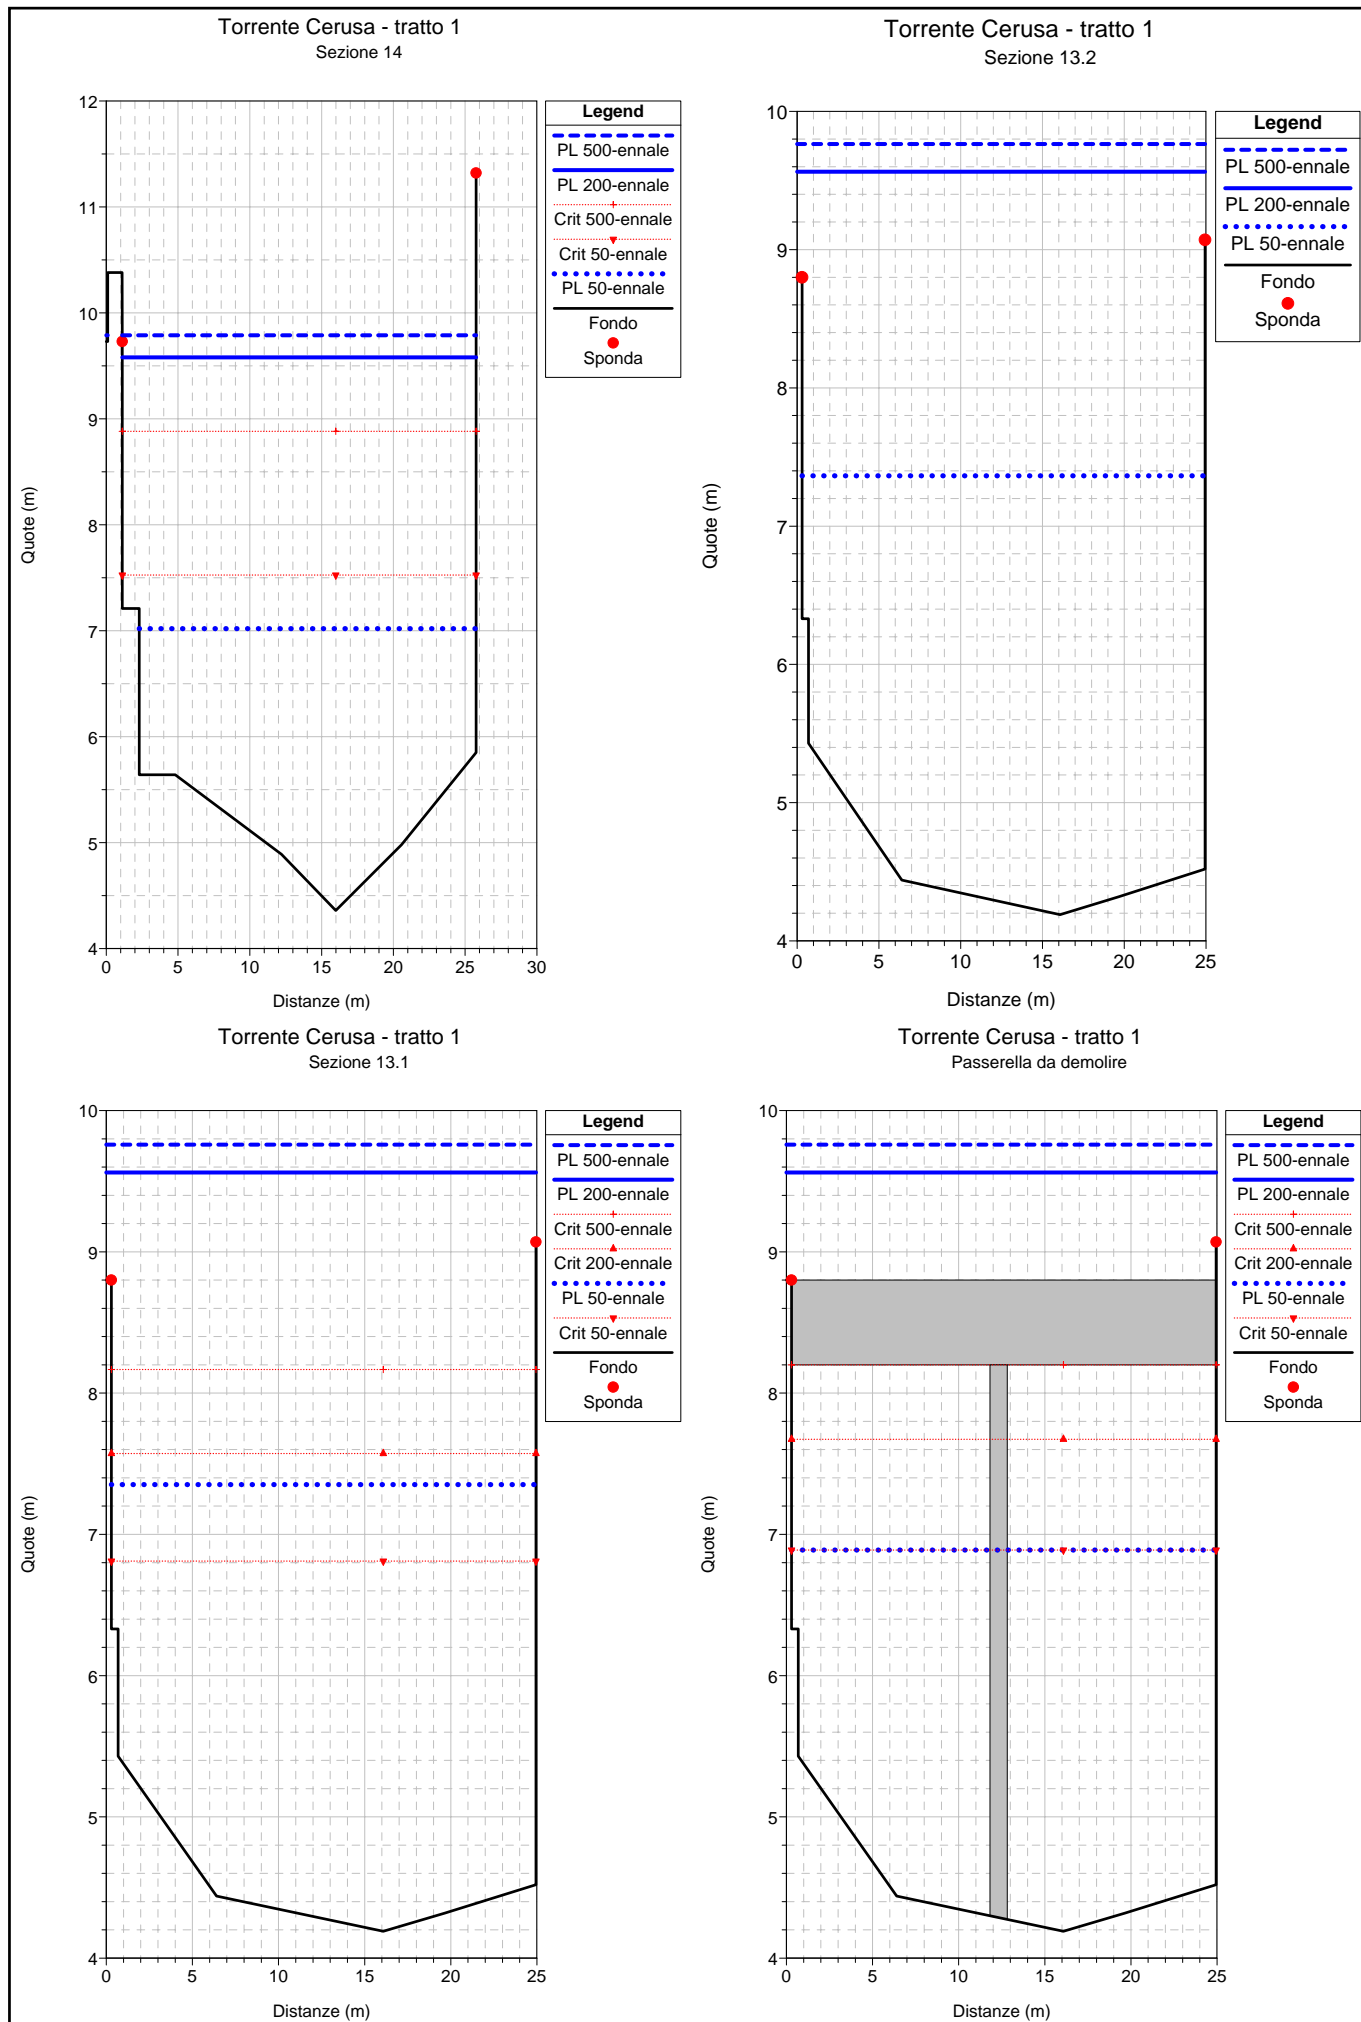 Torrente Cerusa - tratto 1
Sezione 14
Quote (m)
12
11
10
9
8
7
6
5
4
0 5 10 15 20 25 30
Distanze (m)
Legend
PL 500-ennale
PL 200-ennale
Crit 500-ennale
Crit 50-ennale
PL 50-ennale
Fondo
Sponda
Torrente Cerusa - tratto 1
Sezione 13.2
Quote (m)
10
9
8
7
6
5
4
0 5 10 15 20 25
Distanze (m)
Legend
PL 500-ennale
PL 200-ennale
PL 50-ennale
Fondo
Sponda
Torrente Cerusa - tratto 1
Sezione 13.1
Quote (m)
10
9
8
7
6
5
4
0 5 10 15 20 25
Distanze (m)
Legend
PL 500-ennale
PL 200-ennale
Crit 500-ennale
Crit 200-ennale
PL 50-ennale
Crit 50-ennale
Fondo
Sponda
Torrente Cerusa - tratto 1
Passerella da demolire
Quote (m)
10
9
8
7
6
5
4
0 5 10 15 20 25
Distanze (m)
Legend
PL 500-ennale
PL 200-ennale
Crit 500-ennale
Crit 200-ennale
PL 50-ennale
Crit 50-ennale
Fondo
Sponda